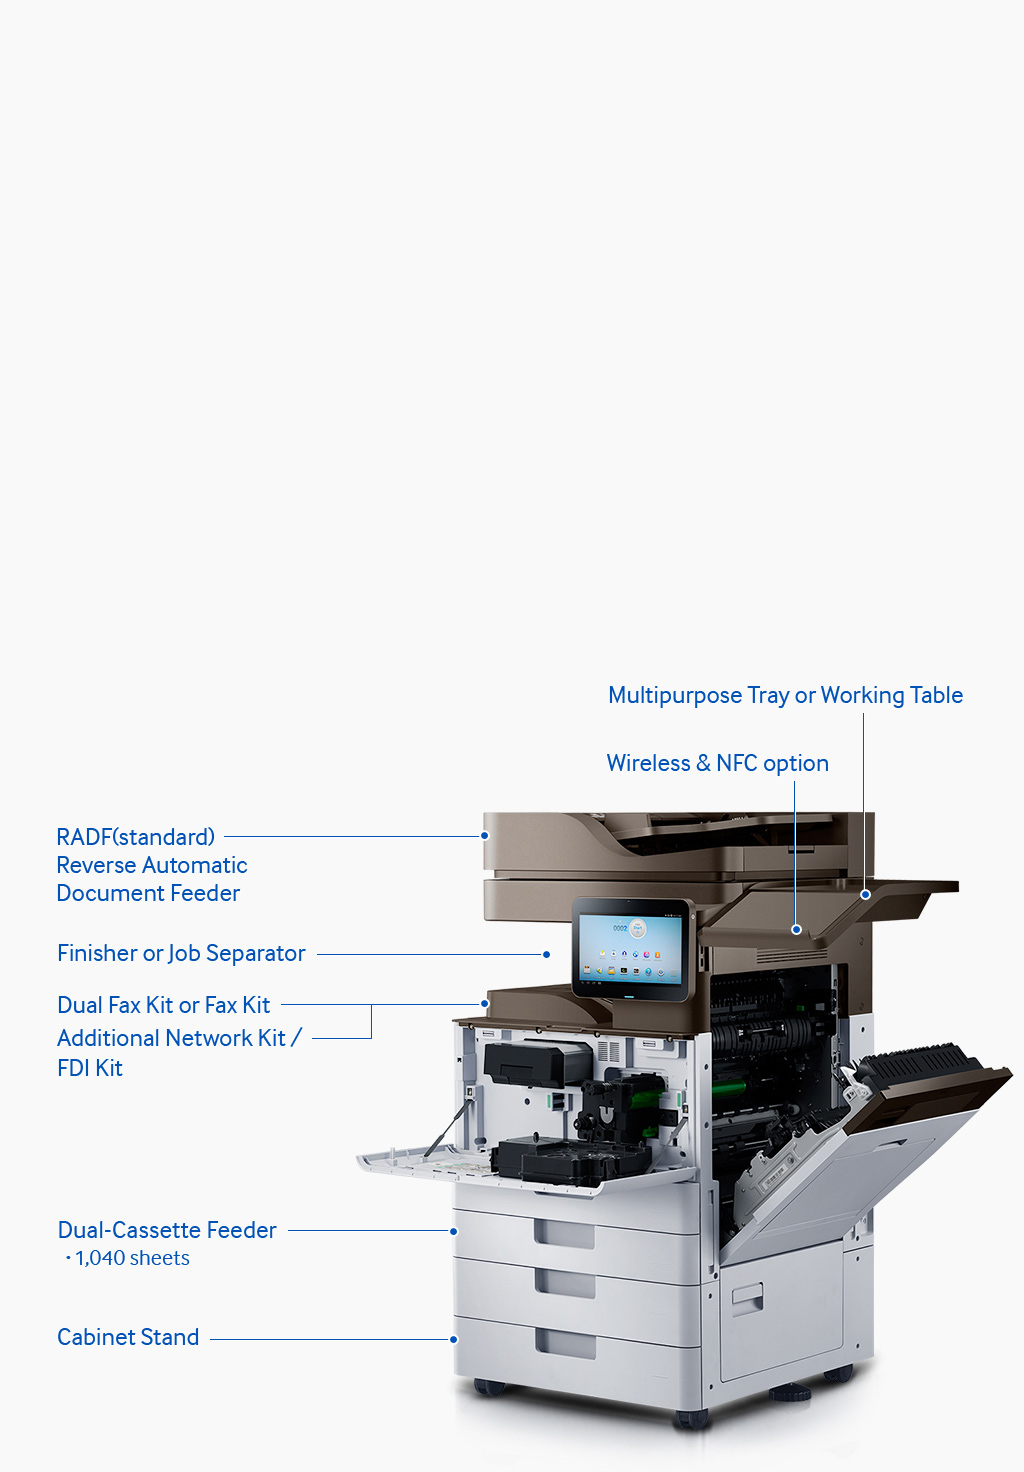 Multipurpose Tray or Working Table
Wireless & NFC option
RADF(standard)
Reverse Automatic
Document Feeder
Finisher or Job Separator
Dual Fax Kit or Fax Kit
Additional Network Kit /
FDI Kit
Dual-Cassette Feeder
· 1,040 sheets
Cabinet Stand
0002